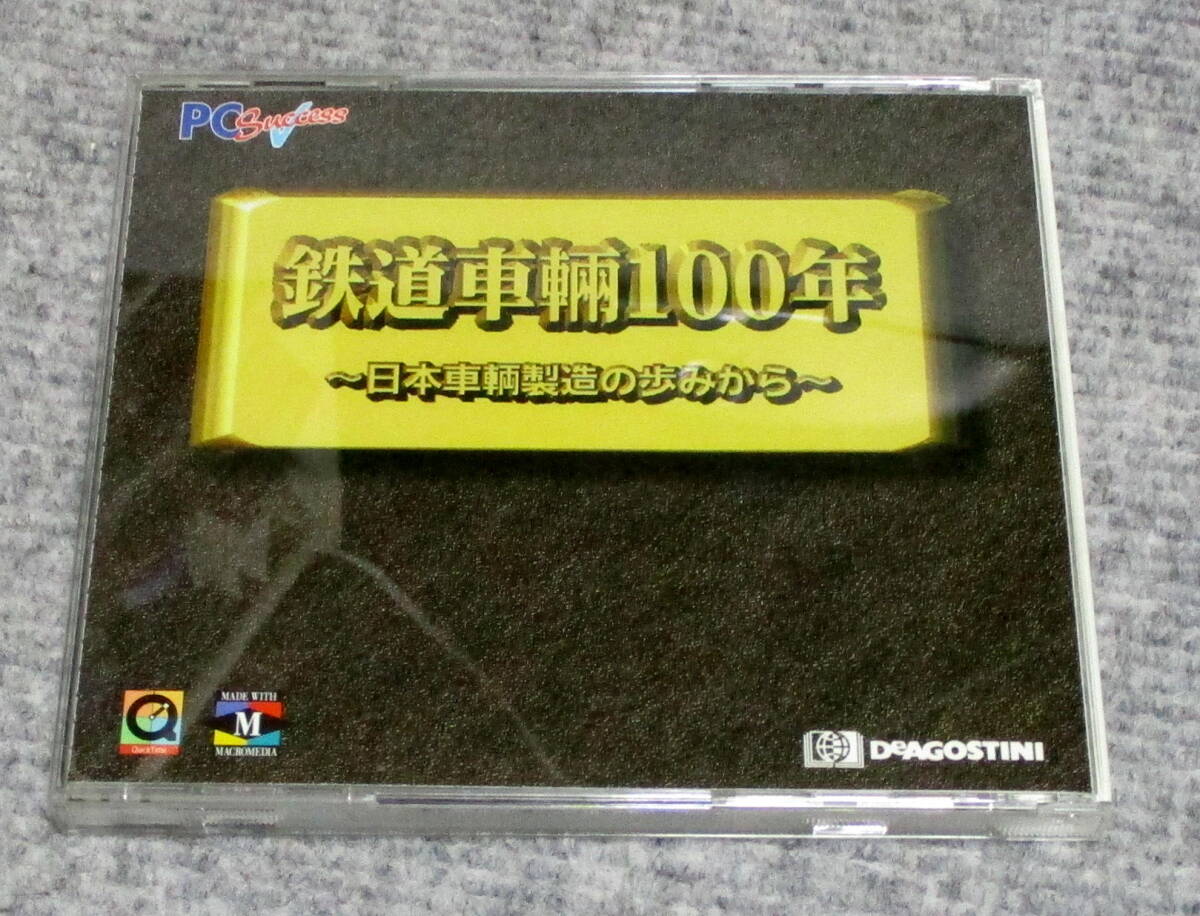 PC Success
鉄道車輛100年
～日本車輌製造の歩みから～
QuickTime
MADE WITH
M
MACROMEDIA
DeAGOSTINI